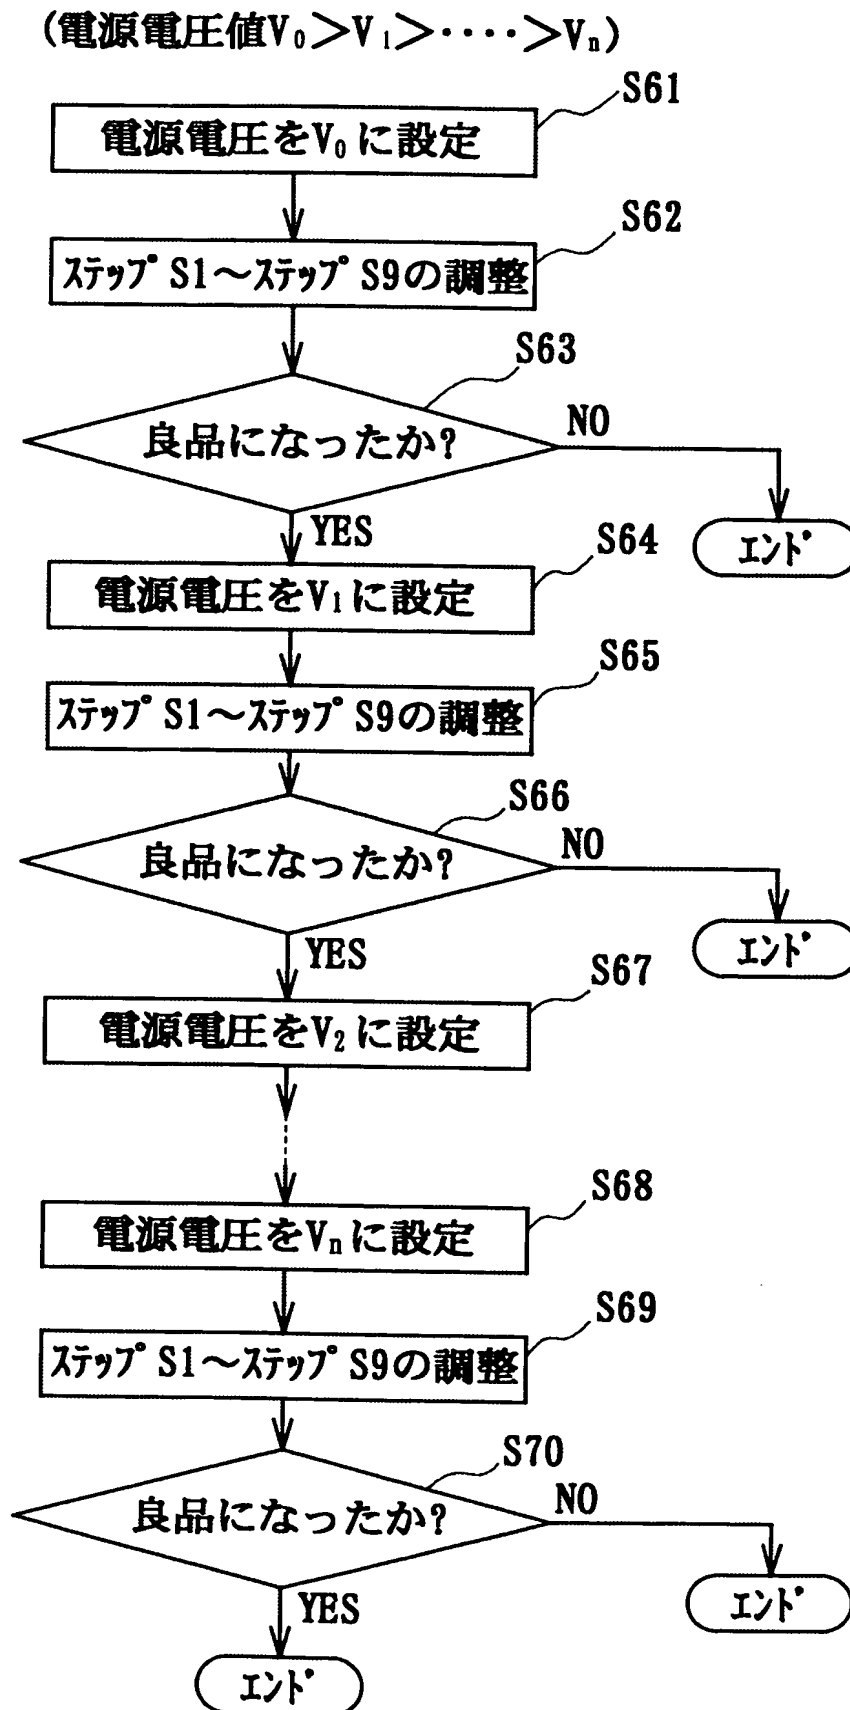 (電源電圧値V₀＞V₁＞････＞Vₙ)
S61
電源電圧をV₀に設定
S62
ｽﾃｯﾌﾟS1～ｽﾃｯﾌﾟS9の調整
S63
良品になったか?
NO
ｴﾝﾄﾞ
YES
S64
電源電圧をV₁に設定
S65
ｽﾃｯﾌﾟS1～ｽﾃｯﾌﾟS9の調整
S66
良品になったか?
NO
ｴﾝﾄﾞ
YES
S67
電源電圧をV₂に設定
S68
電源電圧をVₙに設定
S69
ｽﾃｯﾌﾟS1～ｽﾃｯﾌﾟS9の調整
S70
良品になったか?
NO
ｴﾝﾄﾞ
YES
ｴﾝﾄﾞ